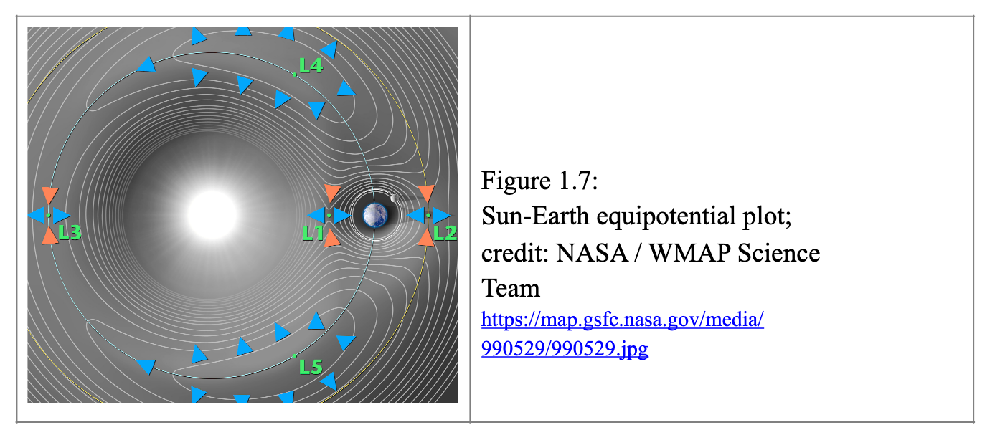 L4
L3
L1
L2
L5
Figure 1.7:
Sun-Earth equipotential plot;
credit: NASA / WMAP Science
Team
https://map.gsfc.nasa.gov/media/
990529/990529.jpg